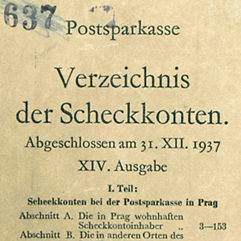 637
Postsparkasse
Verzeichnis
der Scheckkonten.
Abgeschlossen am 31. XII. 1937
XIV. Ausgabe
I. Teil:
Scheckkonten bei der Postsparkasse in Prag
Abschnitt A. Die in Prag wohnhaften
Scheckkontoinhaber .. 3—153
Abschnitt B. Die in anderen Orten des